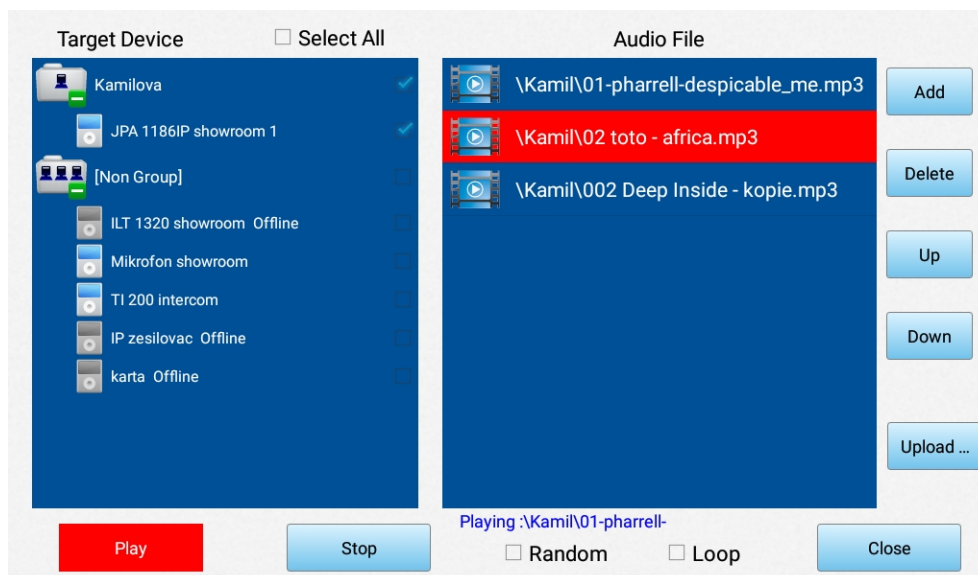 Target Device
Select All
Audio File
Kamilova
JPA 1186IP showroom 1
[Non Group]
ILT 1320 showroom Offline
Mikrofon showroom
TI 200 intercom
IP zesilovac Offline
karta Offline
\Kamil\01-pharrell-despicable_me.mp3
\Kamil\02 toto - africa.mp3
\Kamil\002 Deep Inside - kopie.mp3
Add
Delete
Up
Down
Upload ...
Playing :\Kamil\01-pharrell-
Play
Stop
Random
Loop
Close